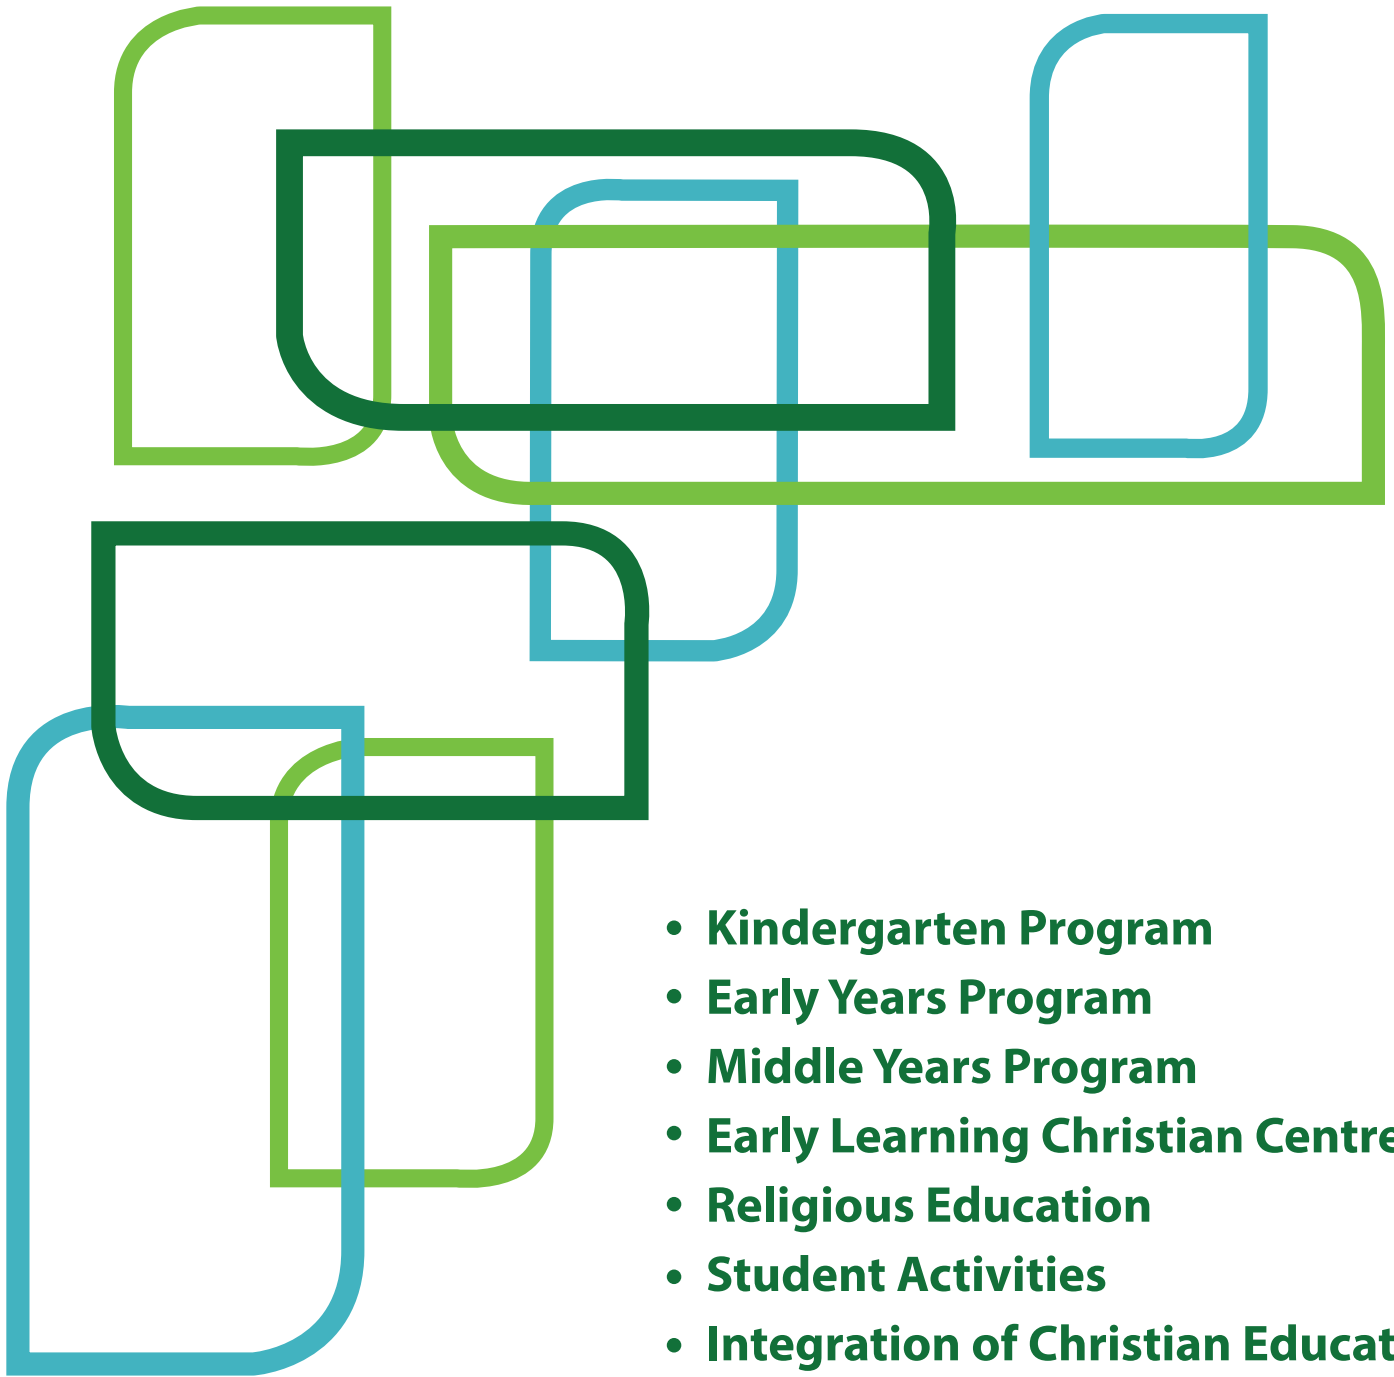 • Kindergarten Program
• Early Years Program
• Middle Years Program
• Early Learning Christian Centre
• Religious Education
• Student Activities
• Integration of Christian Educat